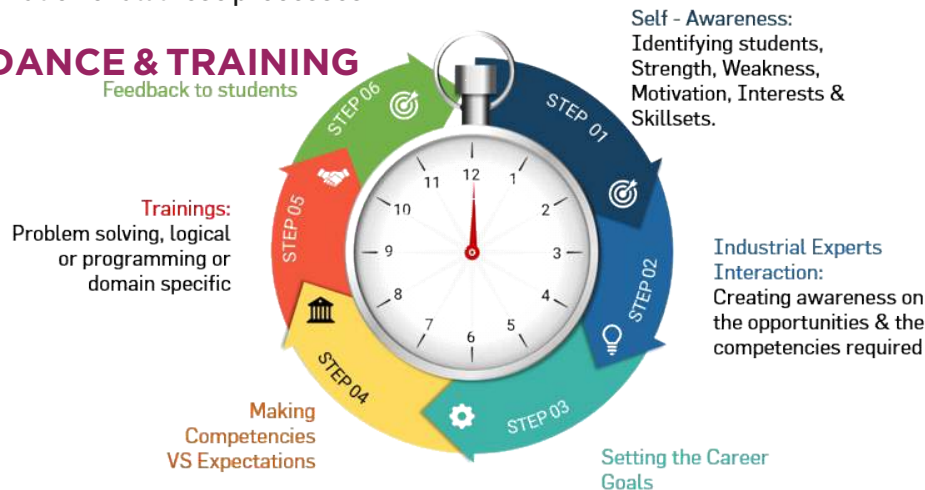 DANCE & TRAINING
Self - Awareness:
Identifying students,
Strength, Weakness,
Motivation, Interests &
Skillsets.
STEP 01
Industrial Experts
Interaction:
Creating awareness on
the opportunities & the
competencies required
STEP 02
Setting the Career
Goals
STEP 03
Making
Competencies
VS Expectations
STEP 04
Trainings:
Problem solving, logical
or programming or
domain specific
STEP 05
Feedback to students
STEP 06
12
1
2
3
4
5
6
7
8
9
10
11